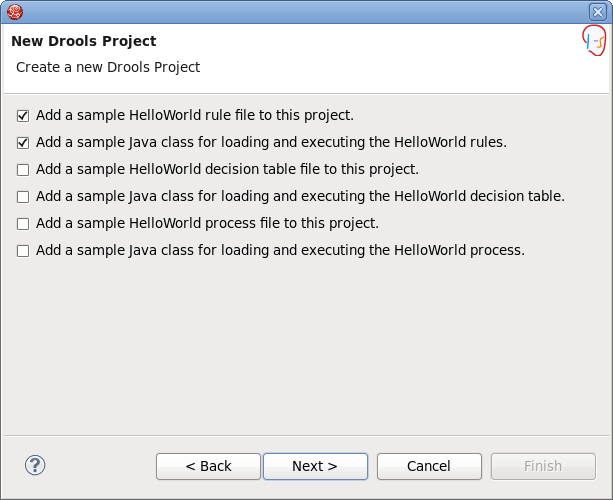 New Drools Project
Create a new Drools Project
Add a sample HelloWorld rule file to this project.
Add a sample Java class for loading and executing the HelloWorld rules.
Add a sample HelloWorld decision table file to this project.
Add a sample Java class for loading and executing the HelloWorld decision table.
Add a sample HelloWorld process file to this project.
Add a sample Java class for loading and executing the HelloWorld process.
?
< Back
Next >
Cancel
Finish